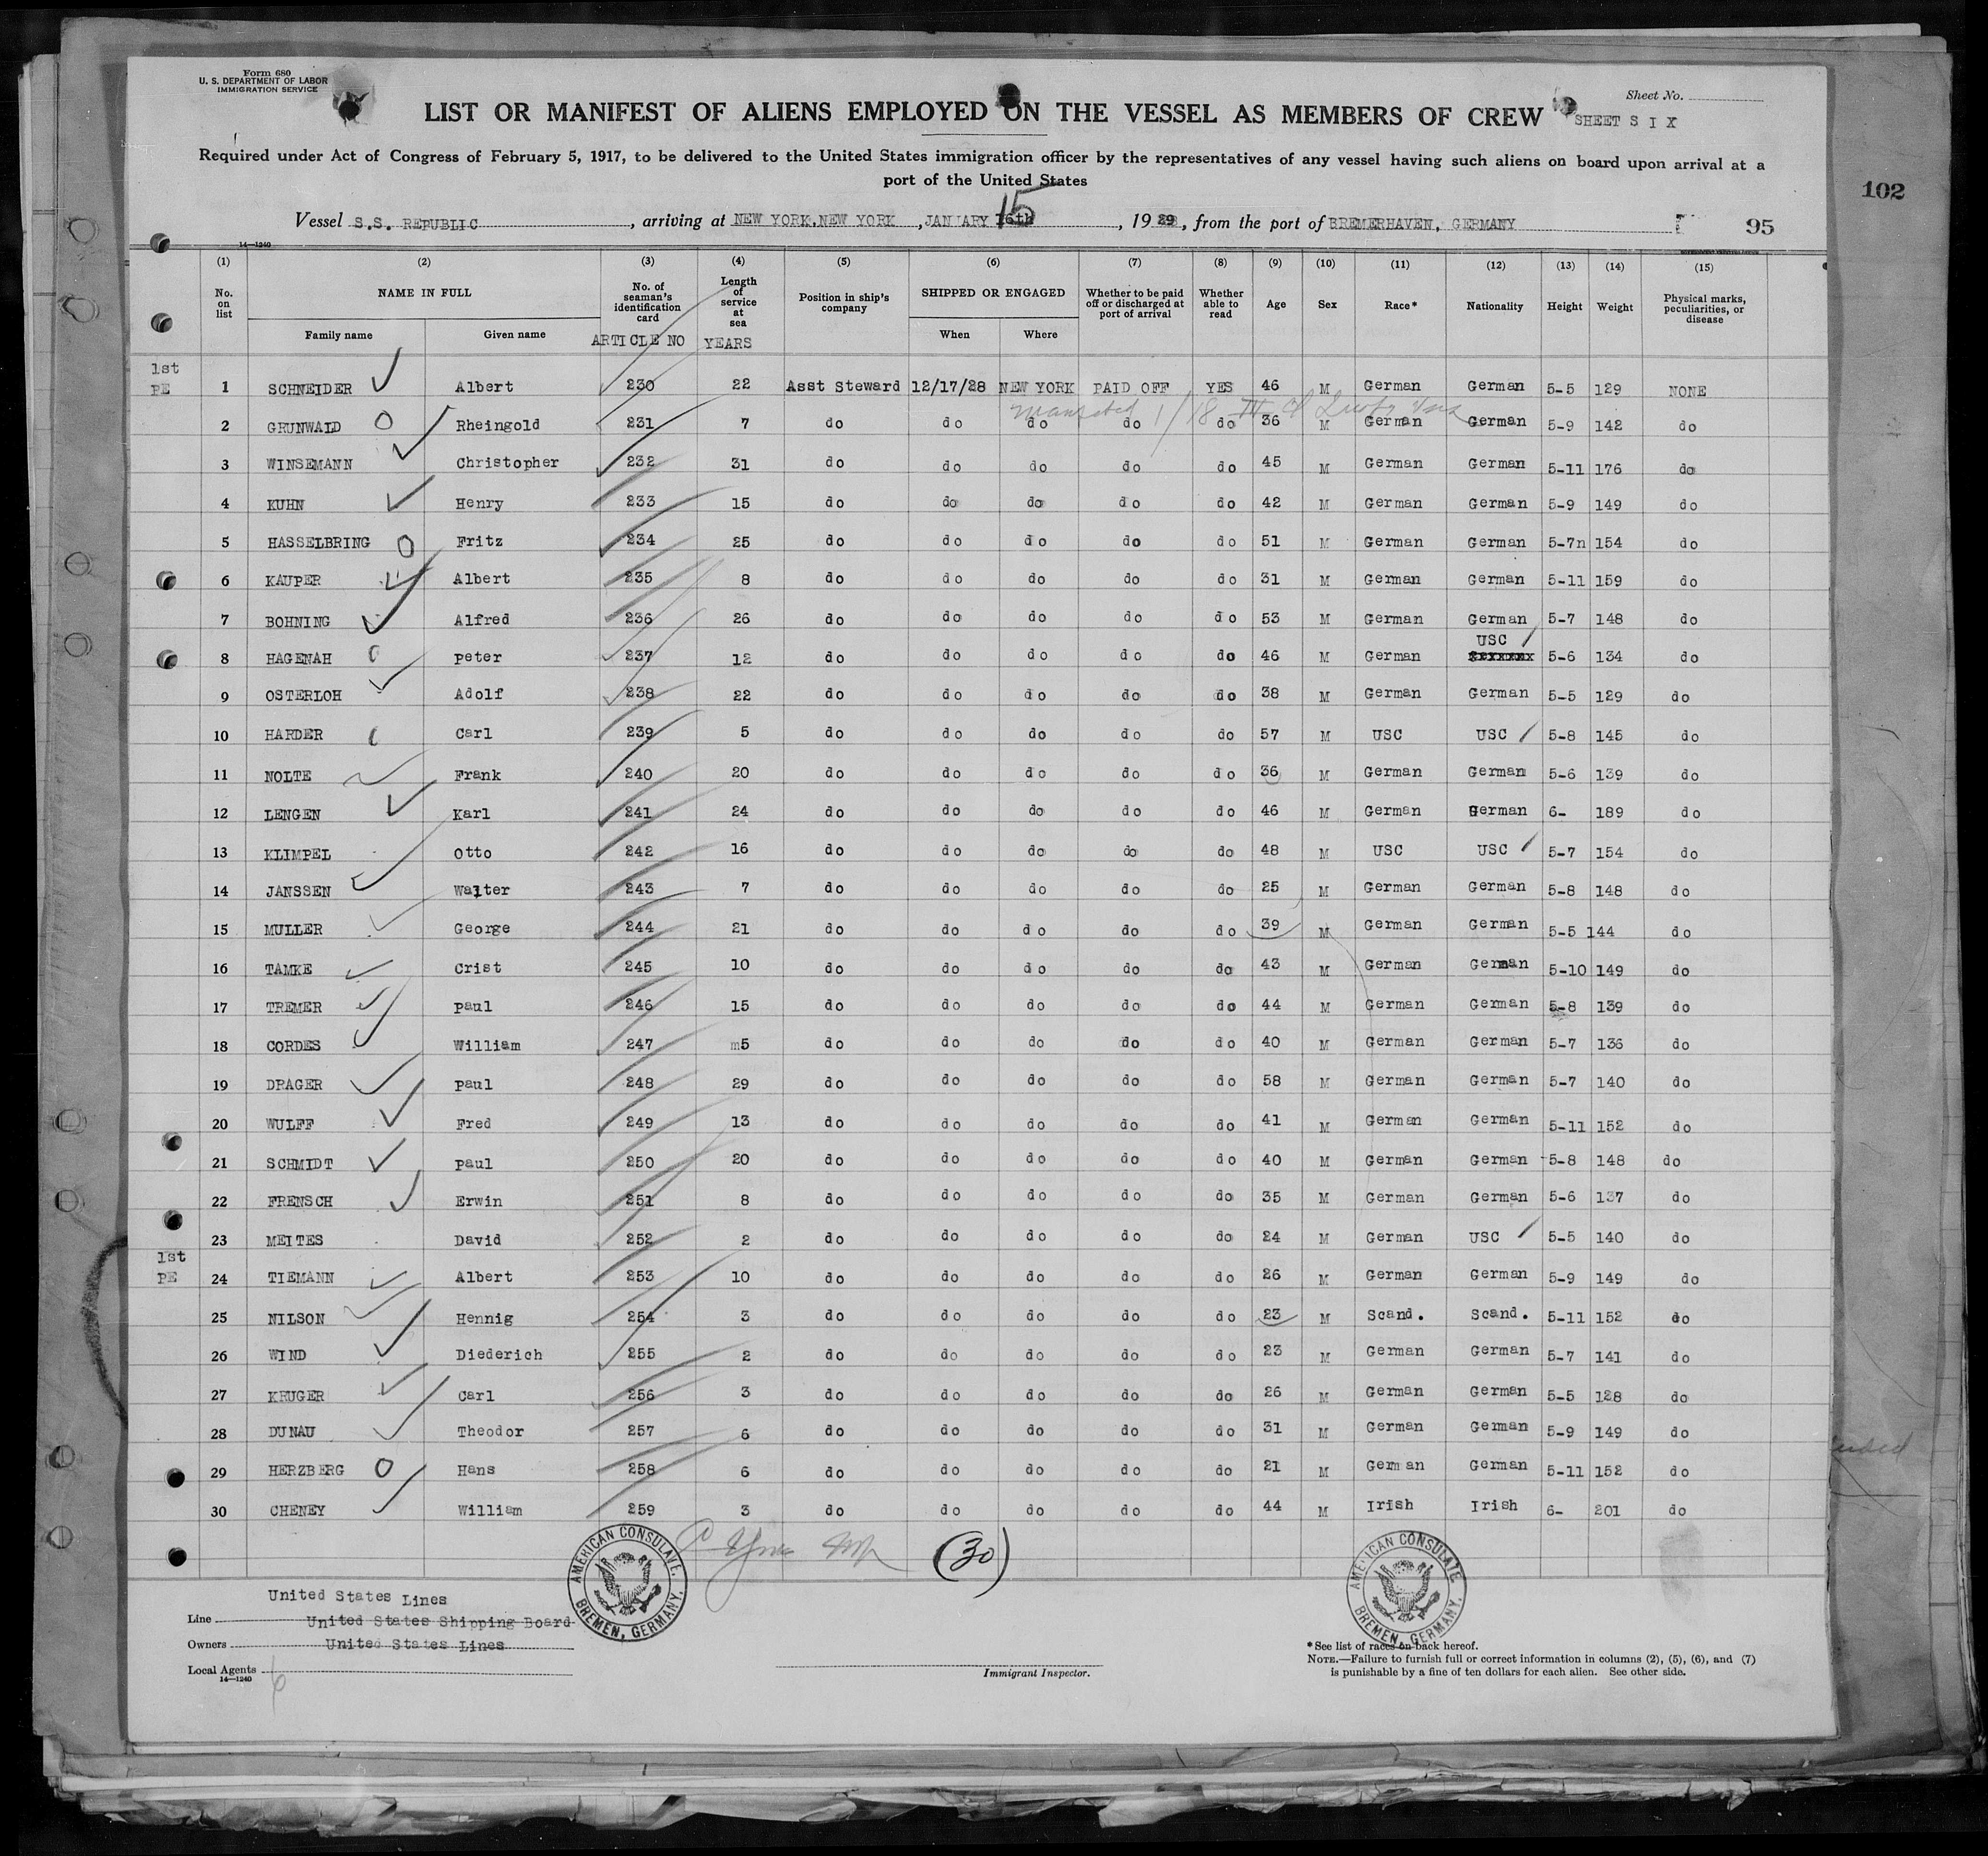 Form 680
U. S. DEPARTMENT OF LABOR
IMMIGRATION SERVICE
Sheet No.
LIST OR MANIFEST OF ALIENS EMPLOYED ON THE VESSEL AS MEMBERS OF CREW
SHEET S I X
Required under Act of Congress of February 5, 1917, to be delivered to the United States immigration officer by the representatives of any vessel having such aliens on board upon arrival at a
port of the United States
102
15
Vessel S.S. REPUBLIC, arriving at NEW YORK, NEW YORK, JANUARY 16th, 1929, from the port of BREMERHAVEN, GERMANY
95
14—1240
(1) (2) (3) (4) (5) (6) (7) (8) (9) (10) (11) (12) (13) (14) (15)
No. on list NAME IN FULL Family name Given name No. of seaman's identification card Length of service at sea Position in ship's company SHIPPED OR ENGAGED When Where Whether to be paid off or discharged at port of arrival Whether able to read Age Sex Race* Nationality Height Weight Physical marks, peculiarities, or disease
ARTICLE NO YEARS
1st
PE 1 SCHNEIDER Albert 230 22 Asst Steward 12/17/28 NEW YORK PAID OFF YES 46 M German German 5-5 129 NONE
2 GRUNWALD Rheingold 231 7 do do do do do 36 M German German 5-9 142 do
3 WINSEMANN Christopher 232 31 do do do do do 45 M German German 5-11 176 do
4 KUHN Henry 233 15 do do do do do 42 M German German 5-9 149 do
5 HASSELBRING Fritz 234 25 do do do do do 51 M German German 5-7n 154 do
6 KAUPER Albert 235 8 do do do do do 31 M German German 5-11 159 do
7 BOHNING Alfred 236 26 do do do do do 53 M German German 5-7 148 do
8 HAGENAH peter 237 12 do do do do do 46 M German USC 5-6 134 do
9 OSTERLOH Adolf 238 22 do do do do do 38 M German German 5-5 129 do
10 HARDER Carl 239 5 do do do do do 57 M USC USC 5-8 145 do
11 NOLTE Frank 240 20 do do do do do 36 M German German 5-6 139 do
12 LENGEN Karl 241 24 do do do do do 46 M German German 6- 189 do
13 KLIMPEL Otto 242 16 do do do do do 48 M USC USC 5-7 154 do
14 JANSSEN Walter 243 7 do do do do do 25 M German German 5-8 148 do
15 MULLER George 244 21 do do do do do 39 M German German 5-5 144 do
16 TAMKE Crist 245 10 do do do do do 43 M German German 5-10 149 do
17 TREMER paul 246 15 do do do do do 44 M German German 5-8 139 do
18 CORDES William 247 m5 do do do do do 40 M German German 5-7 136 do
19 DRAGER paul 248 29 do do do do do 58 M German German 5-7 140 do
20 WULFF Fred 249 13 do do do do do 41 M German German 5-11 152 do
21 SCHMIDT paul 250 20 do do do do do 40 M German German 5-8 148 do
22 FRENSCH Erwin 251 8 do do do do do 35 M German German 5-6 137 do
23 MEITES David 252 2 do do do do do 24 M German USC 5-5 140 do
1st
PE 24 TIEMANN Albert 253 10 do do do do do 26 M German German 5-9 149 do
25 NILSON Hennig 254 3 do do do do do 23 M Scand. Scand. 5-11 152 do
26 WIND Diederich 255 2 do do do do do 23 M German German 5-7 141 do
27 KRUGER Carl 256 3 do do do do do 26 M German German 5-5 128 do
28 DUNAU Theodor 257 6 do do do do do 31 M German German 5-9 149 do
29 HERZBERG Hans 258 6 do do do do do 21 M German German 5-11 152 do
30 CHENEY William 259 3 do do do do do 44 M Irish Irish 6- 201 do
(30)
AMERICAN CONSULATE, BREMEN, GERMANY.
AMERICAN CONSULATE, BREMEN, GERMANY.
United States Lines
Line United States Shipping Board
Owners United States Lines
Local Agents
14—1240
Immigrant Inspector.
*See list of races on back hereof.
NOTE.—Failure to furnish full or correct information in columns (2), (5), (6), and (7)
is punishable by a fine of ten dollars for each alien. See other side.